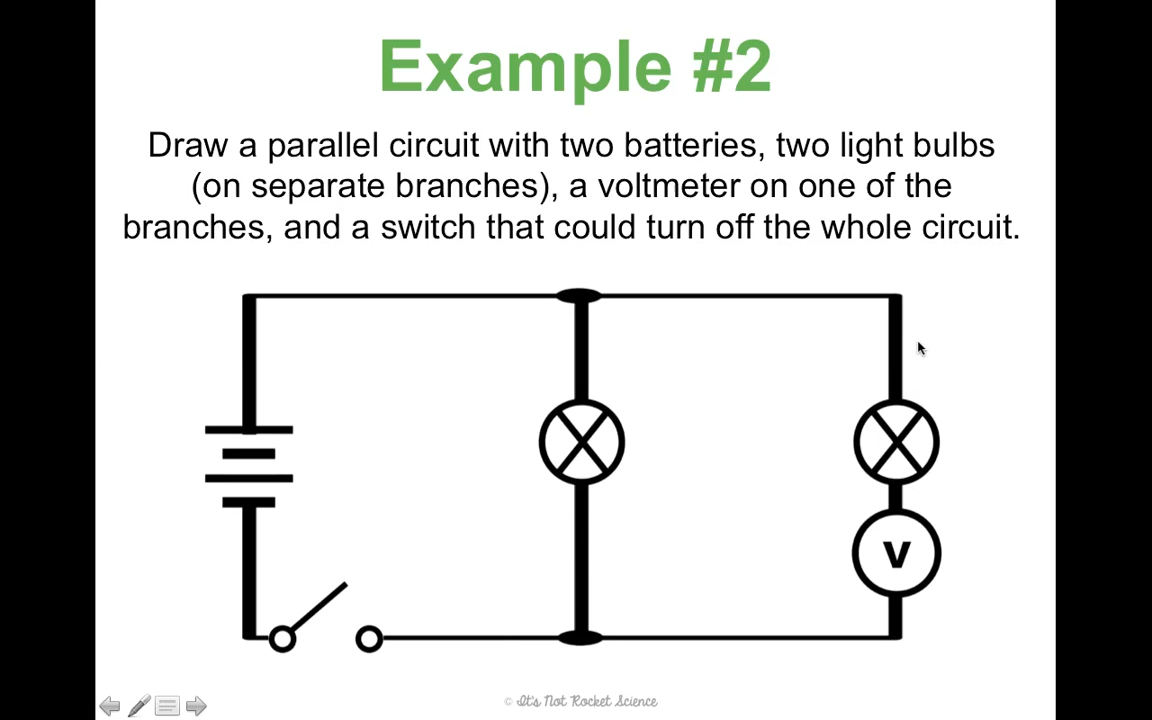 Example #2
Draw a parallel circuit with two batteries, two light bulbs
(on separate branches), a voltmeter on one of the
branches, and a switch that could turn off the whole circuit.
V
© It's Not Rocket Science